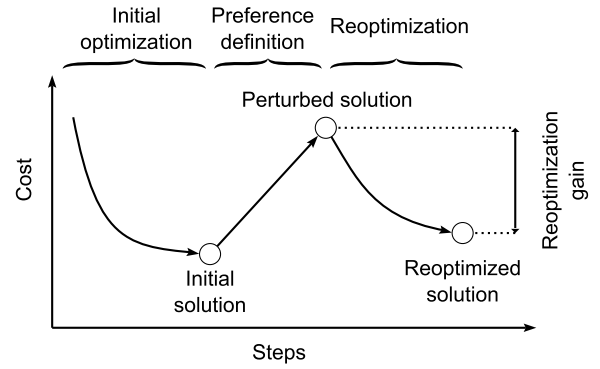 Initial
optimization
Preference
definition
Reoptimization
Perturbed solution
Cost
Reoptimization
gain
Initial
solution
Reoptimized
solution
Steps